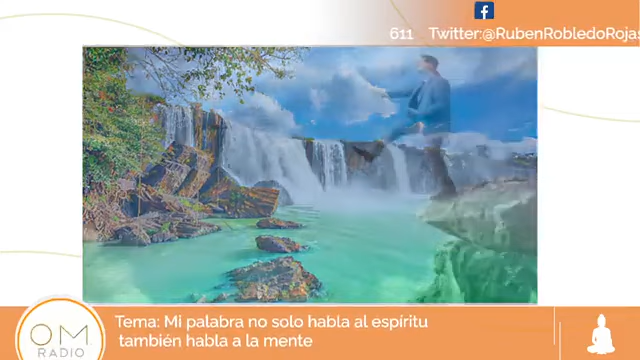 611 Twitter:@RubenRobledoRojas
OM
RADIO
Tema: Mi palabra no solo habla al espíritu
también habla a la mente